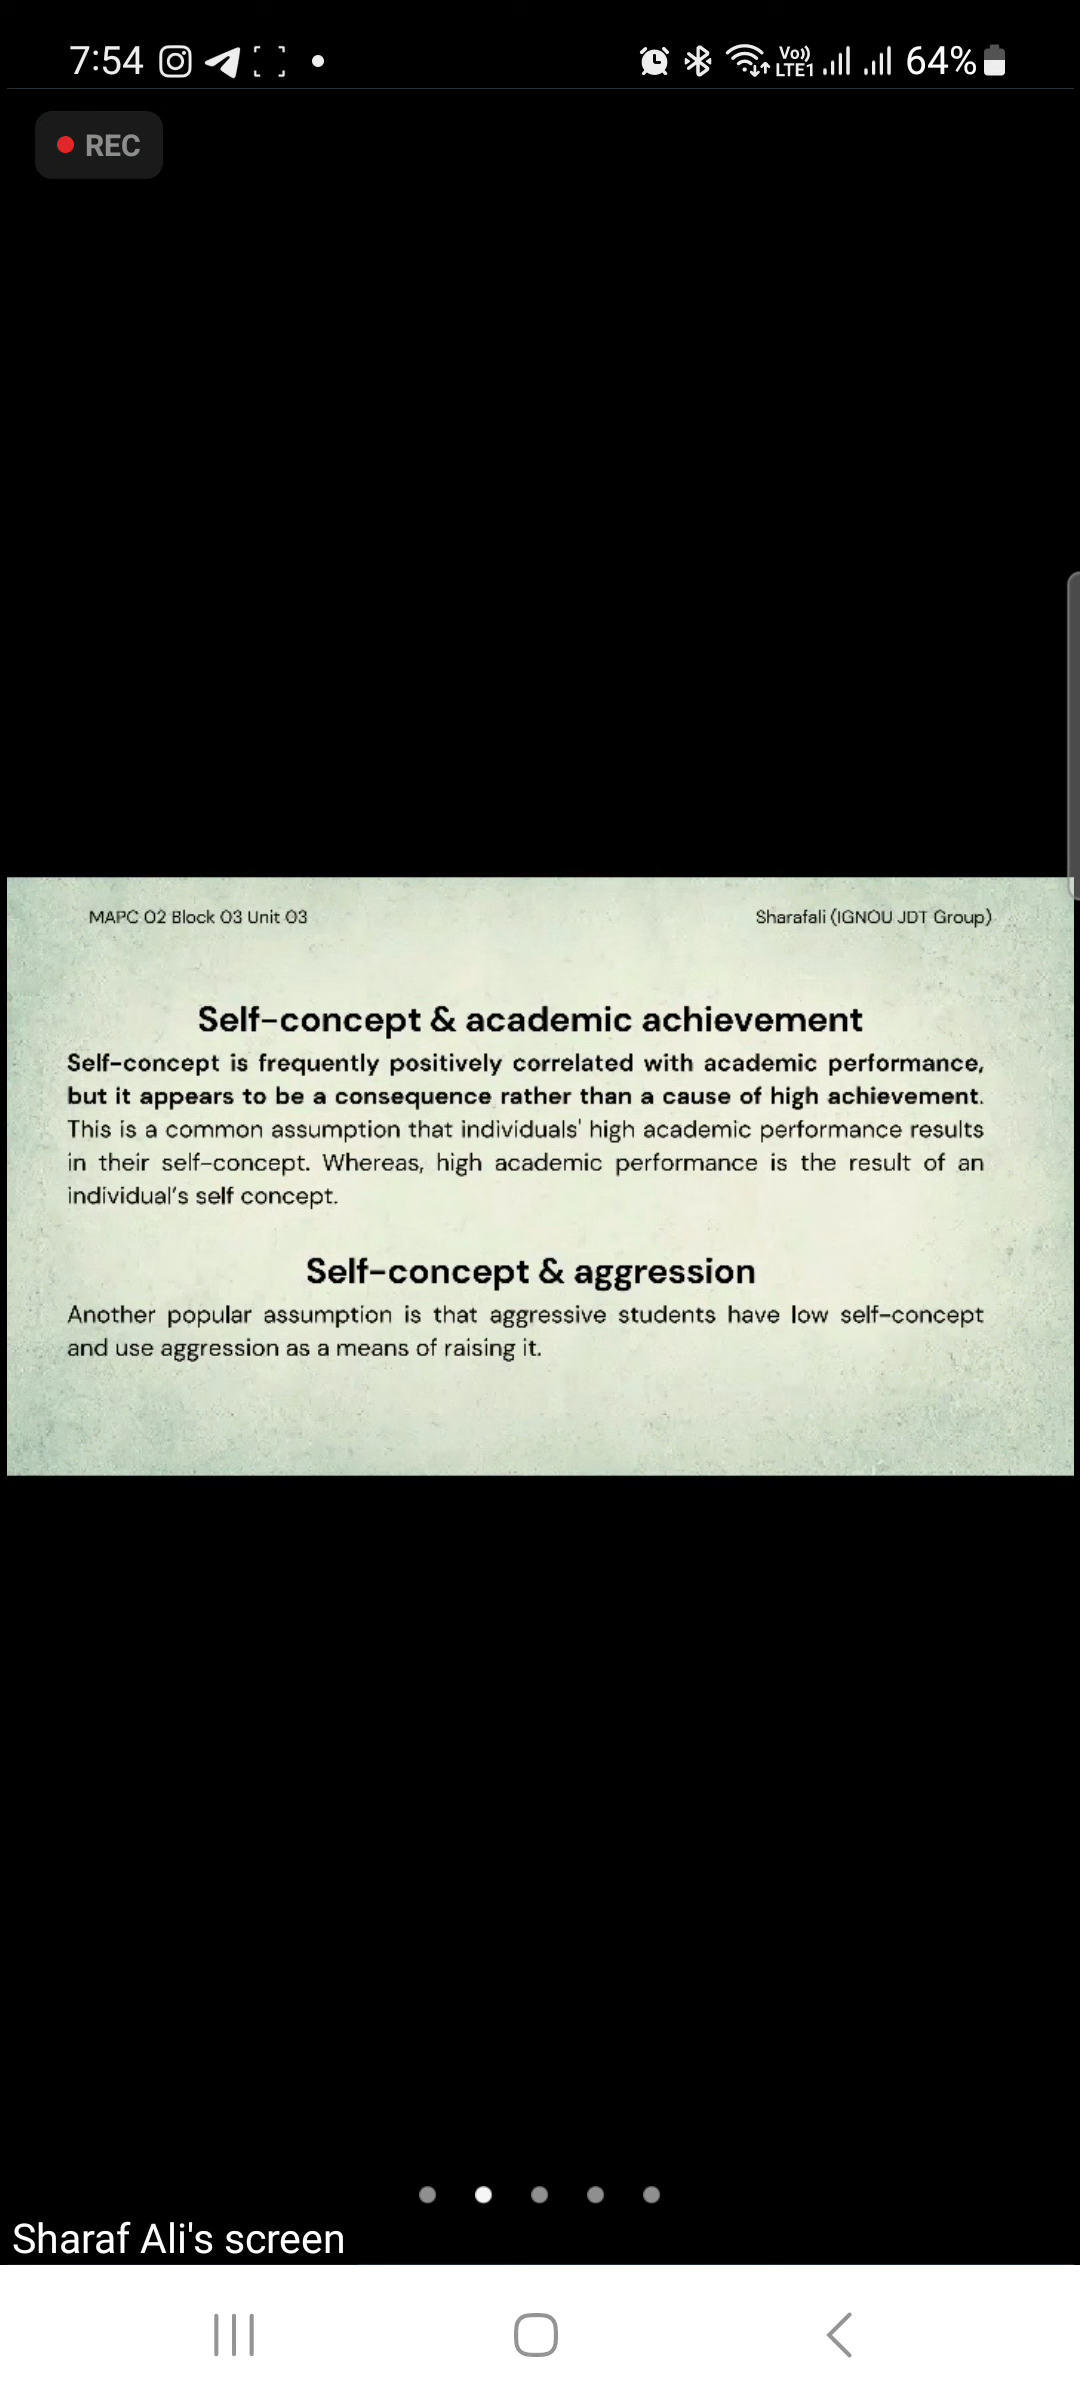 7:54
Vo))
LTE1
64%
REC
MAPC 02 Block 03 Unit 03
Sharafali (IGNOU JDT Group)
Self-concept & academic achievement
Self-concept is frequently positively correlated with academic performance,
but it appears to be a consequence rather than a cause of high achievement.
This is a common assumption that individuals' high academic performance results
in their self-concept. Whereas, high academic performance is the result of an
individual's self concept.
Self-concept & aggression
Another popular assumption is that aggressive students have low self-concept
and use aggression as a means of raising it.
Sharaf Ali's screen